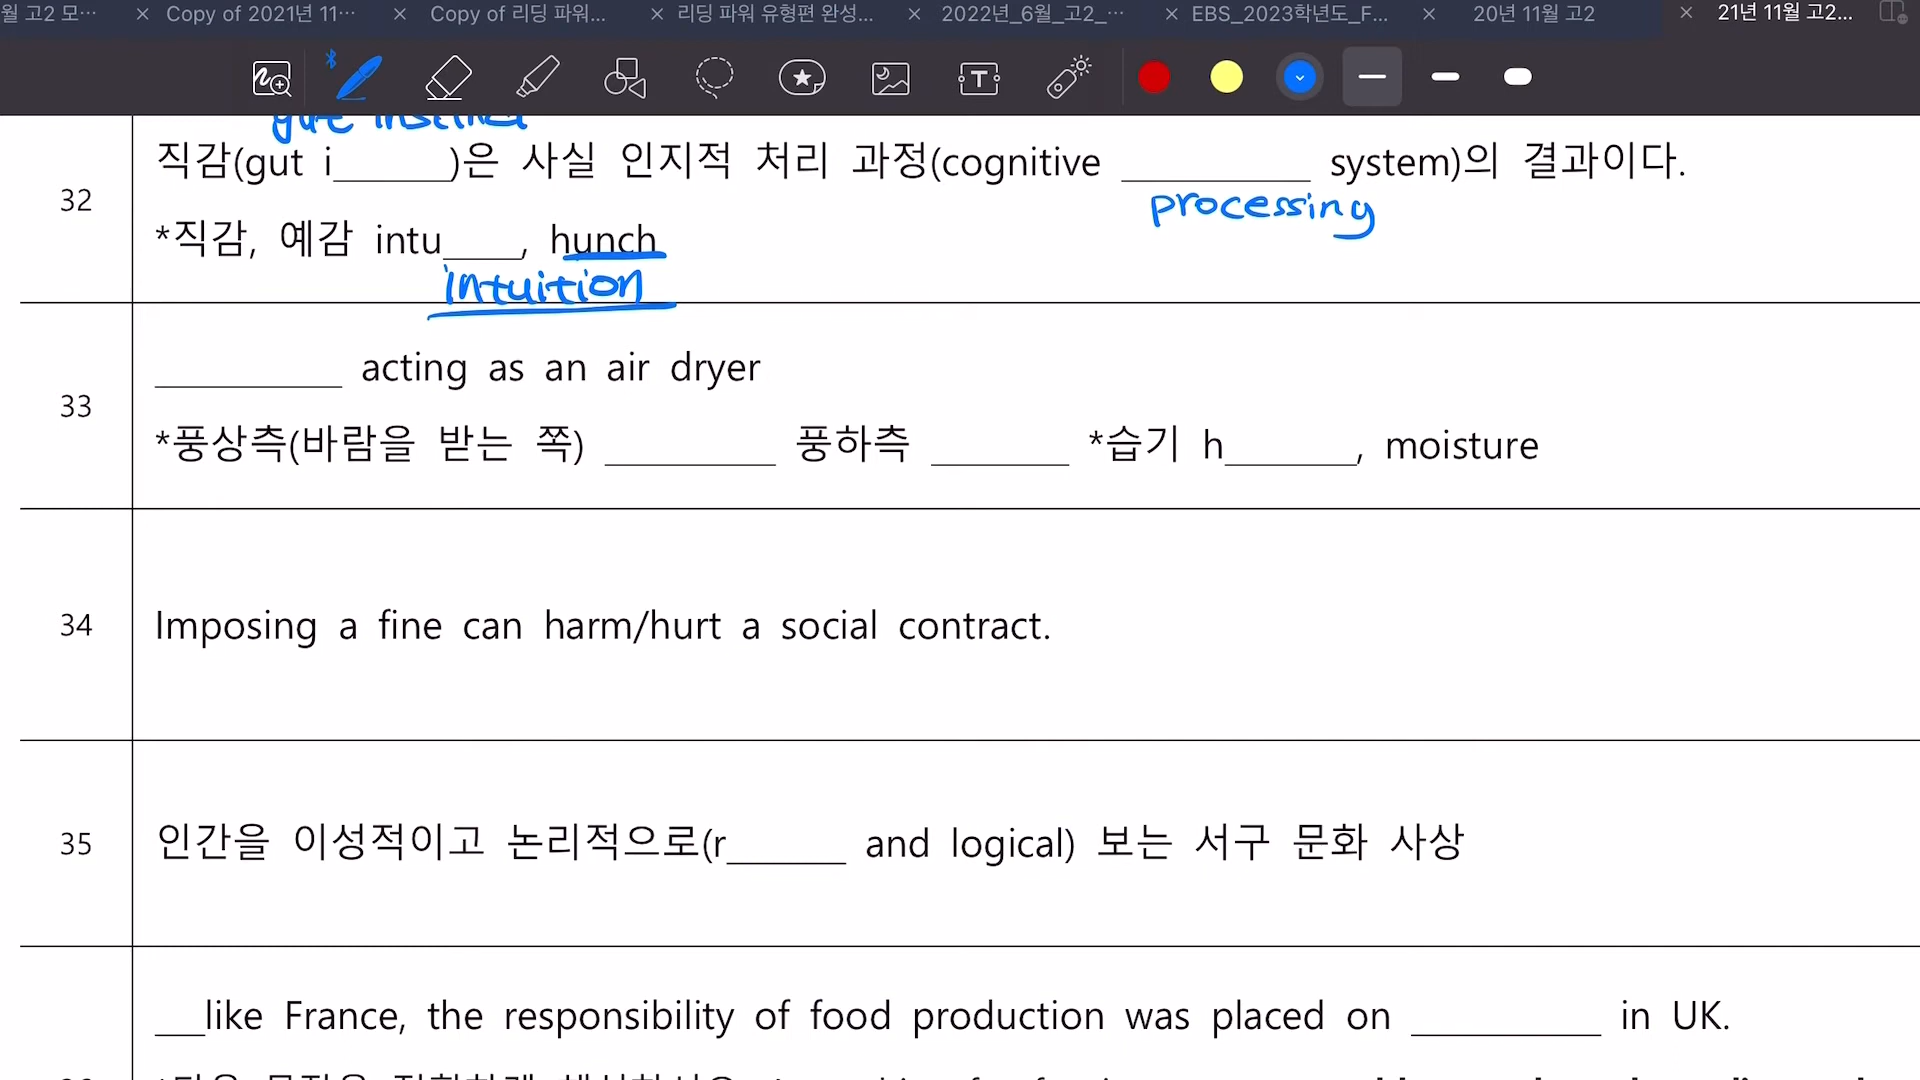 월 고2 모… × Copy of 2021년 11… × Copy of 리딩 파워… × 리딩 파워 유형편 완성… × 2022년_6월_고2_… × EBS_2023학년도_F… × 20년 11월 고2 × 21년 11월 고2…
gut instinct
32
직감(gut i______)은 사실 인지적 처리 과정(cognitive __________ system)의 결과이다.
processing
*직감, 예감 intu____, hunch
intuition
33
__________ acting as an air dryer
*풍상측(바람을 받는 쪽) _________ 풍하측 _______ *습기 h_______, moisture
34
Imposing a fine can harm/hurt a social contract.
35
인간을 이성적이고 논리적으로(r______ and logical) 보는 서구 문화 사상
___like France, the responsibility of food production was placed on __________ in UK.